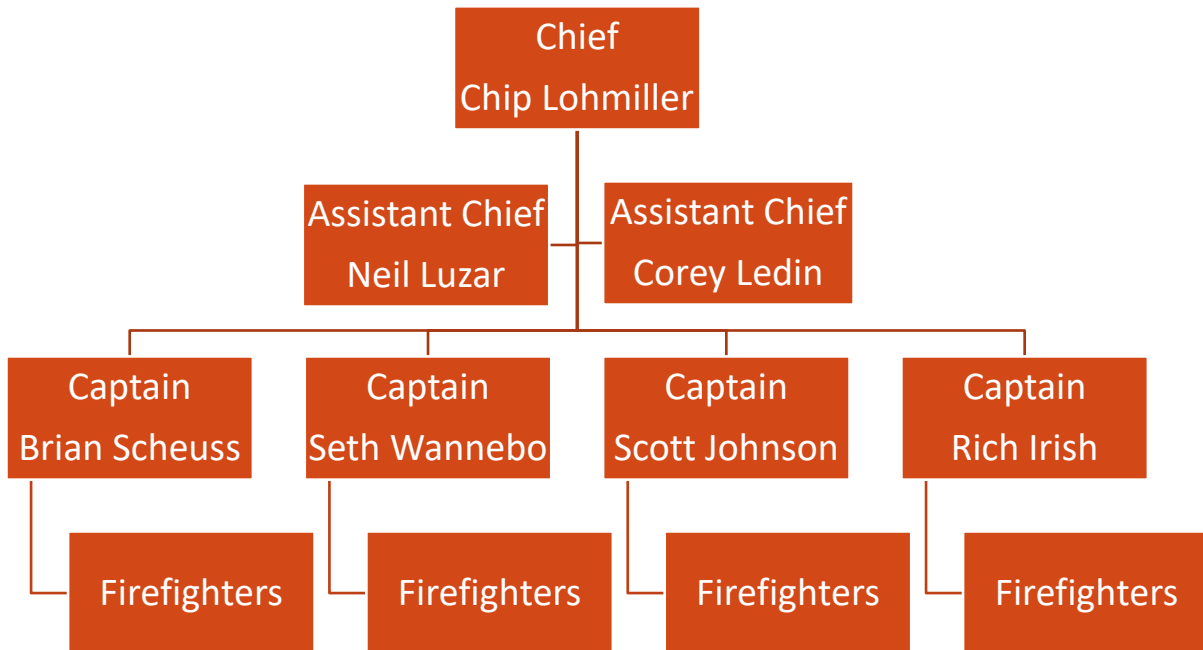 Chief
Chip Lohmiller
Assistant Chief
Neil Luzar
Assistant Chief
Corey Ledin
Captain
Brian Scheuss
Captain
Seth Wannebo
Captain
Scott Johnson
Captain
Rich Irish
Firefighters
Firefighters
Firefighters
Firefighters